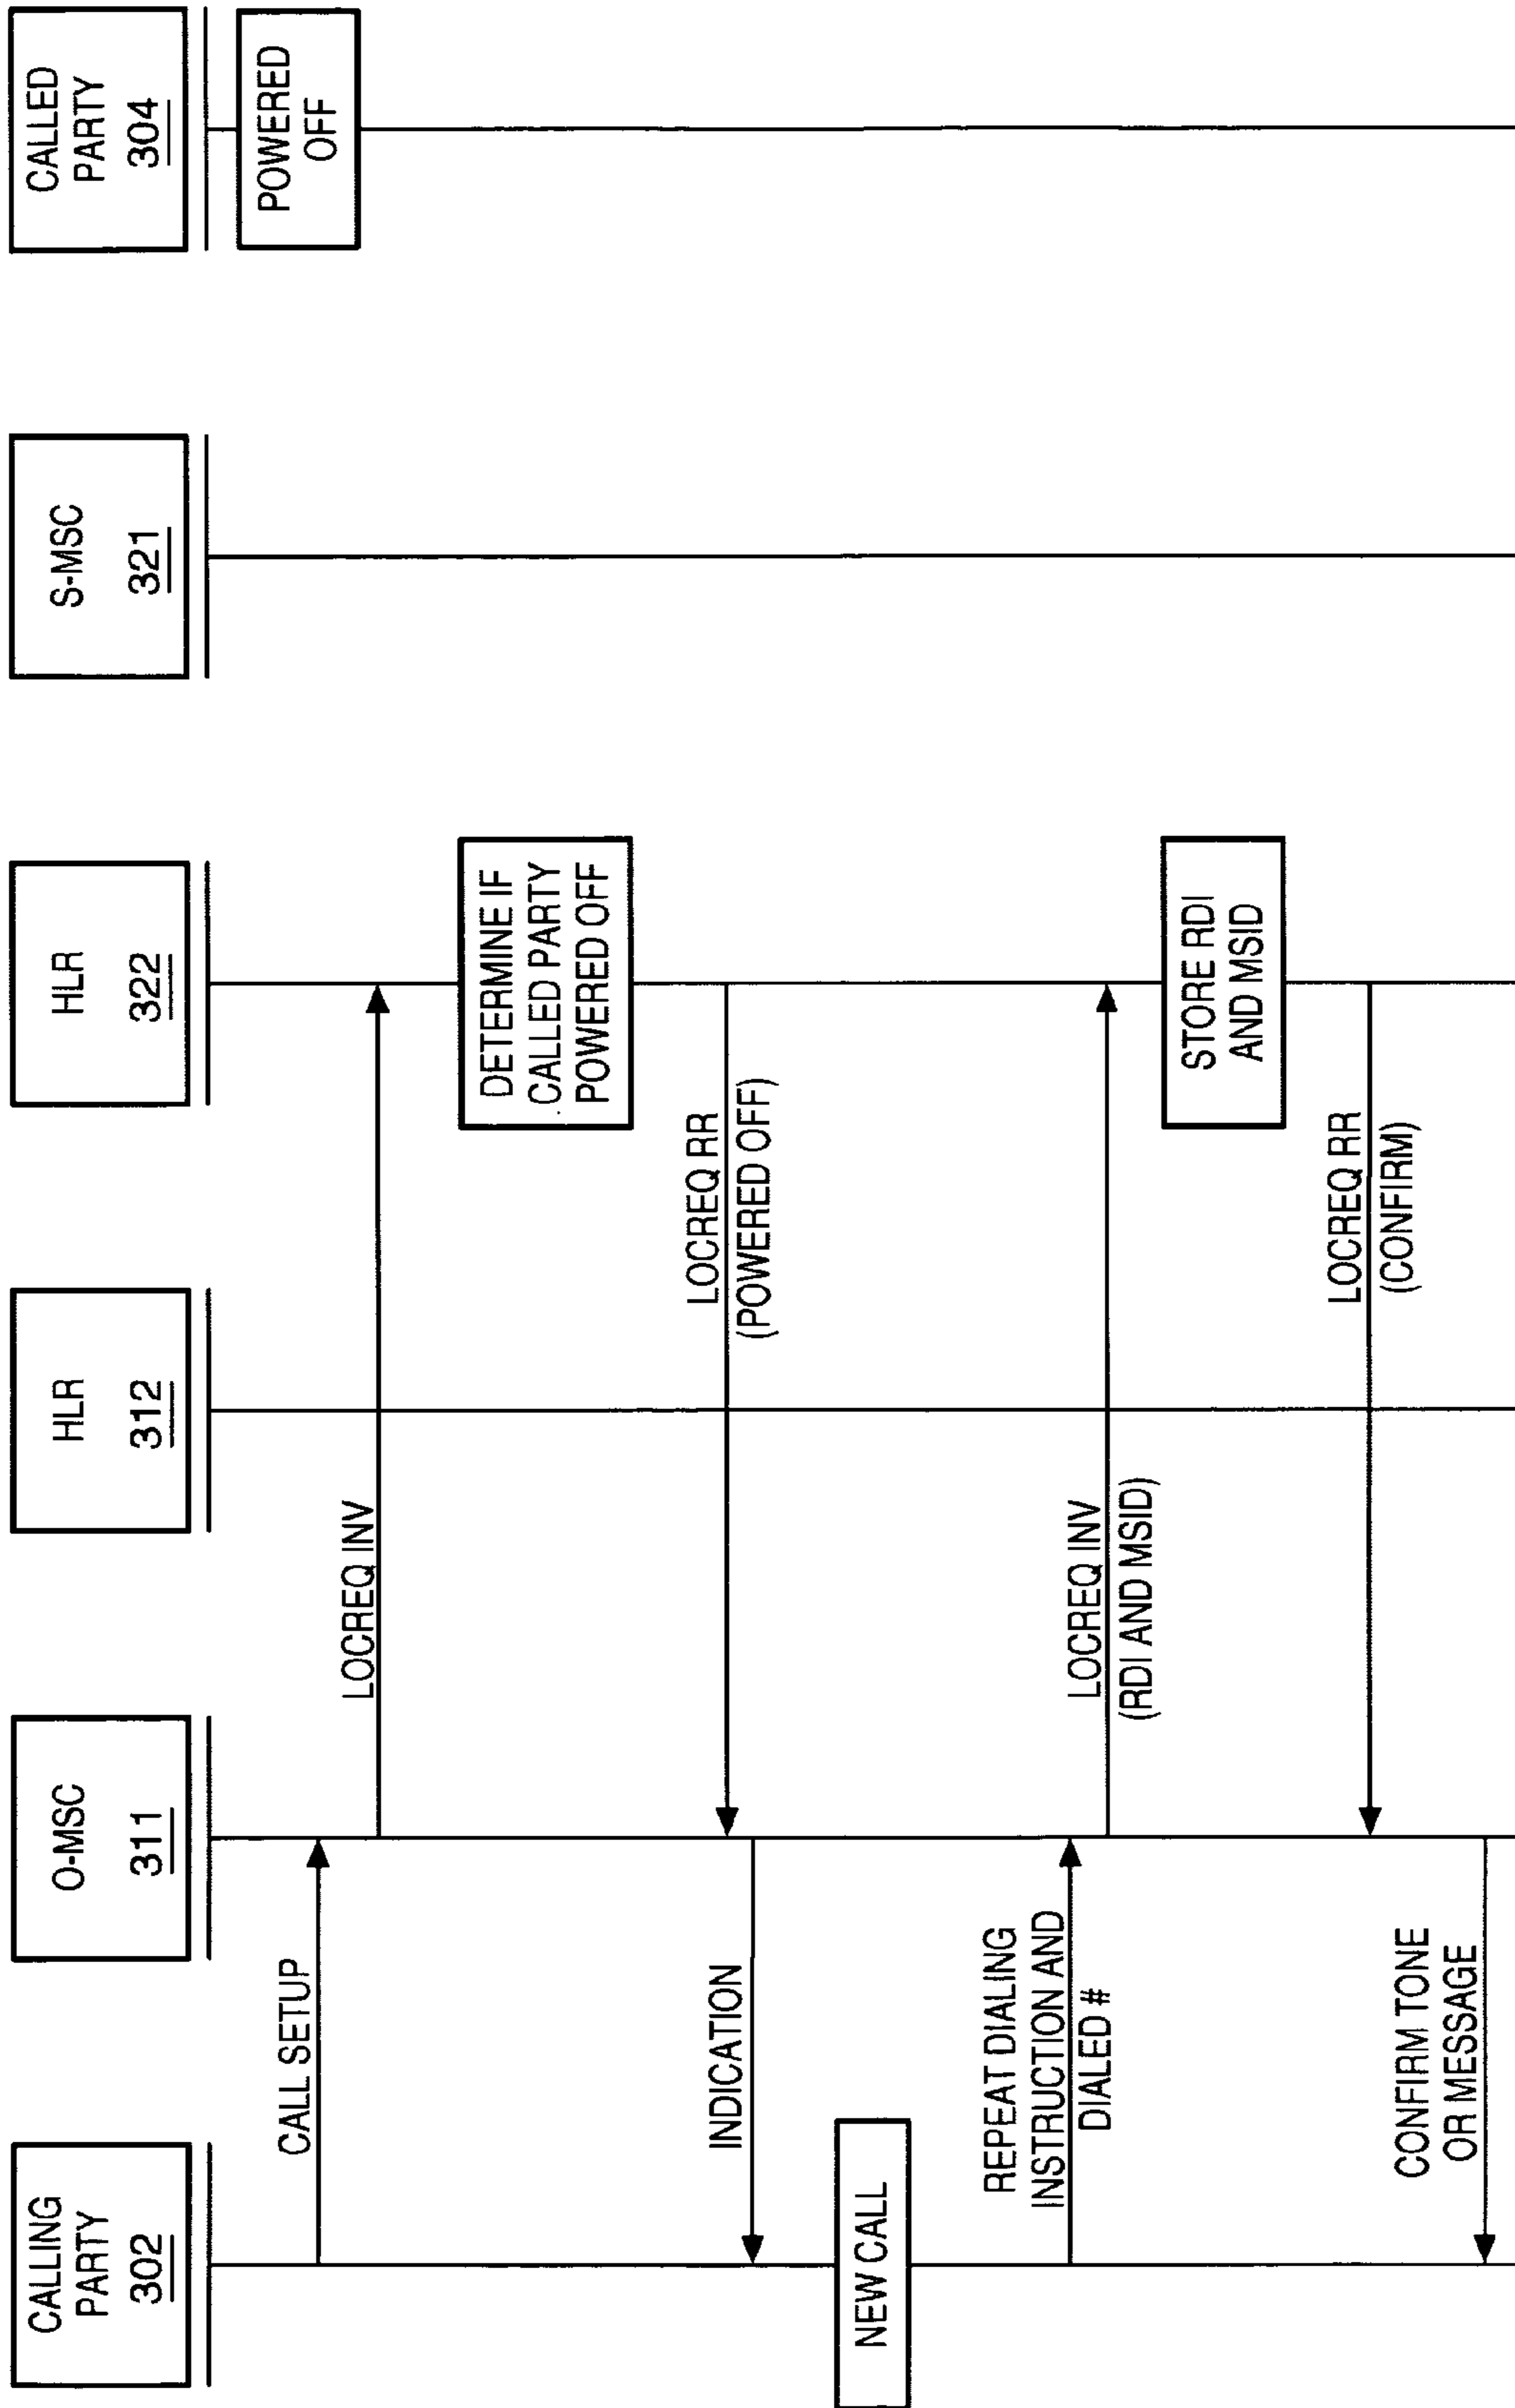 CALLING
PARTY
302
O-MSC
311
HLR
312
HLR
322
S-MSC
321
CALLED
PARTY
304
POWERED
OFF
CALL SETUP
LOCREQ INV
DETERMINE IF
CALLED PARTY
POWERED OFF
LOCREQ RR
(POWERED OFF)
INDICATION
NEW CALL
REPEAT DIALING
INSTRUCTION AND
DIALED #
LOCREQ INV
(RDI AND MSID)
STORE RDI
AND MSID
LOCREQ RR
(CONFIRM)
CONFIRM TONE
OR MESSAGE